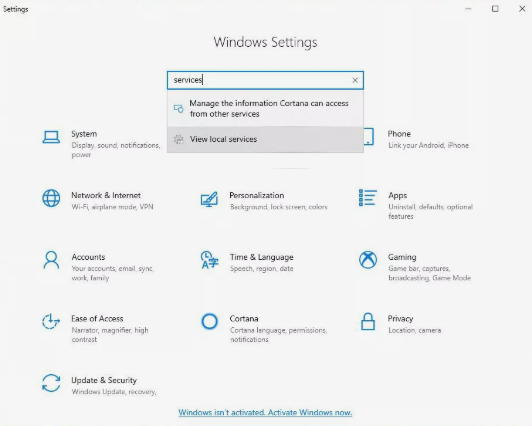 Settings
Windows Settings
services
Manage the information Cortana can access
from other services
View local services
System
Display, sound, notifications,
power
Phone
Link your Android, iPhone
Network & Internet
Wi-Fi, airplane mode, VPN
Personalization
Background, lock screen, colors
Apps
Uninstall, defaults, optional
features
Accounts
Your accounts, email, sync,
work, family
Time & Language
Speech, region, date
Gaming
Game bar, captures,
broadcasting, Game Mode
Ease of Access
Narrator, magnifier, high
contrast
Cortana
Cortana language, permissions,
notifications
Privacy
Location, camera
Update & Security
Windows Update, recovery,
Windows isn't activated. Activate Windows now.